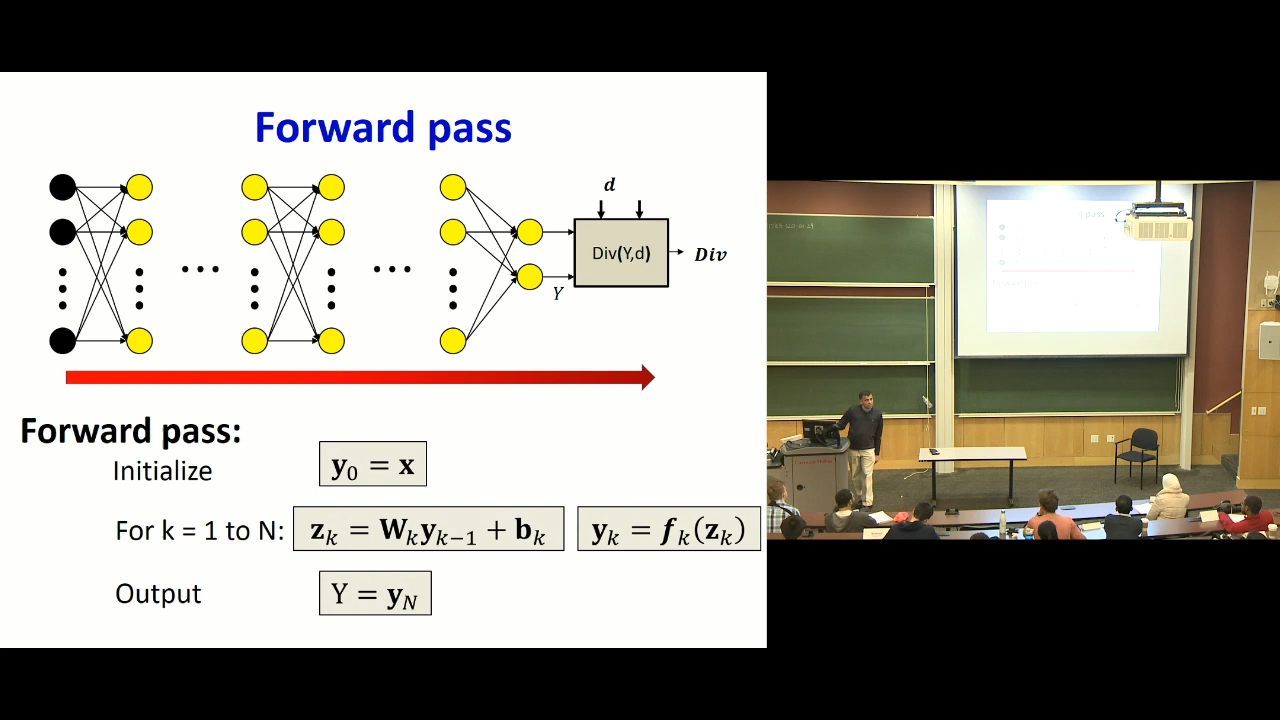 Forward pass
d
Div(Y,d)
Div
Y
Forward pass:
Initialize
y₀ = x
For k = 1 to N:
zₖ = Wₖyₖ₋₁ + bₖ
yₖ = fₖ(zₖ)
Output
Y = y_N